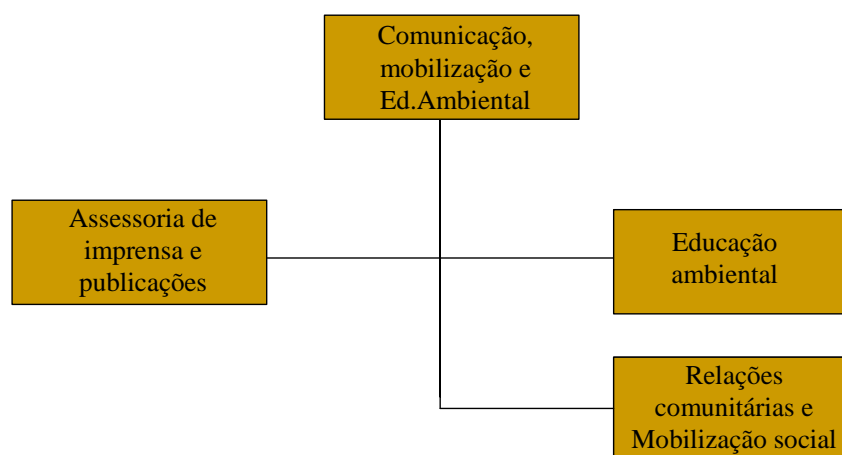 Comunicação,
mobilização e
Ed.Ambiental
Assessoria de
imprensa e
publicações
Educação
ambiental
Relações
comunitárias e
Mobilização social